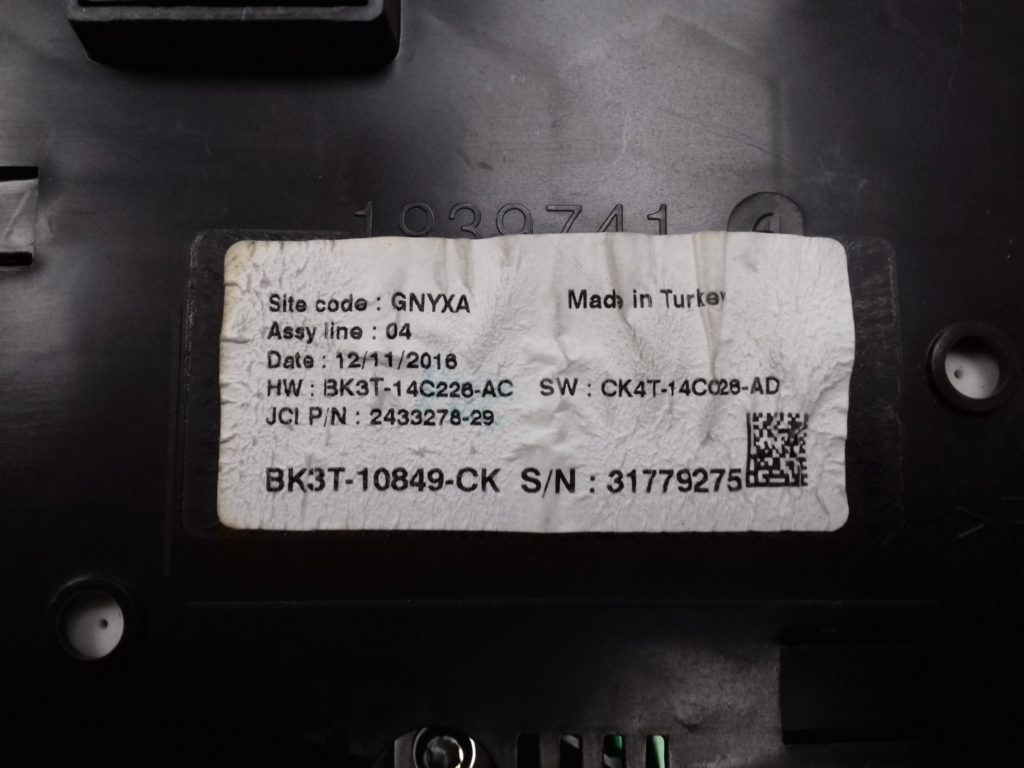 1939741
Site code : GNYXA Made in Turkey
Assy line : 04
Date : 12/11/2016
HW : BK3T-14C226-AC SW : CK4T-14C026-AD
JCI P/N : 2433278-29
BK3T-10849-CK S/N : 31779275